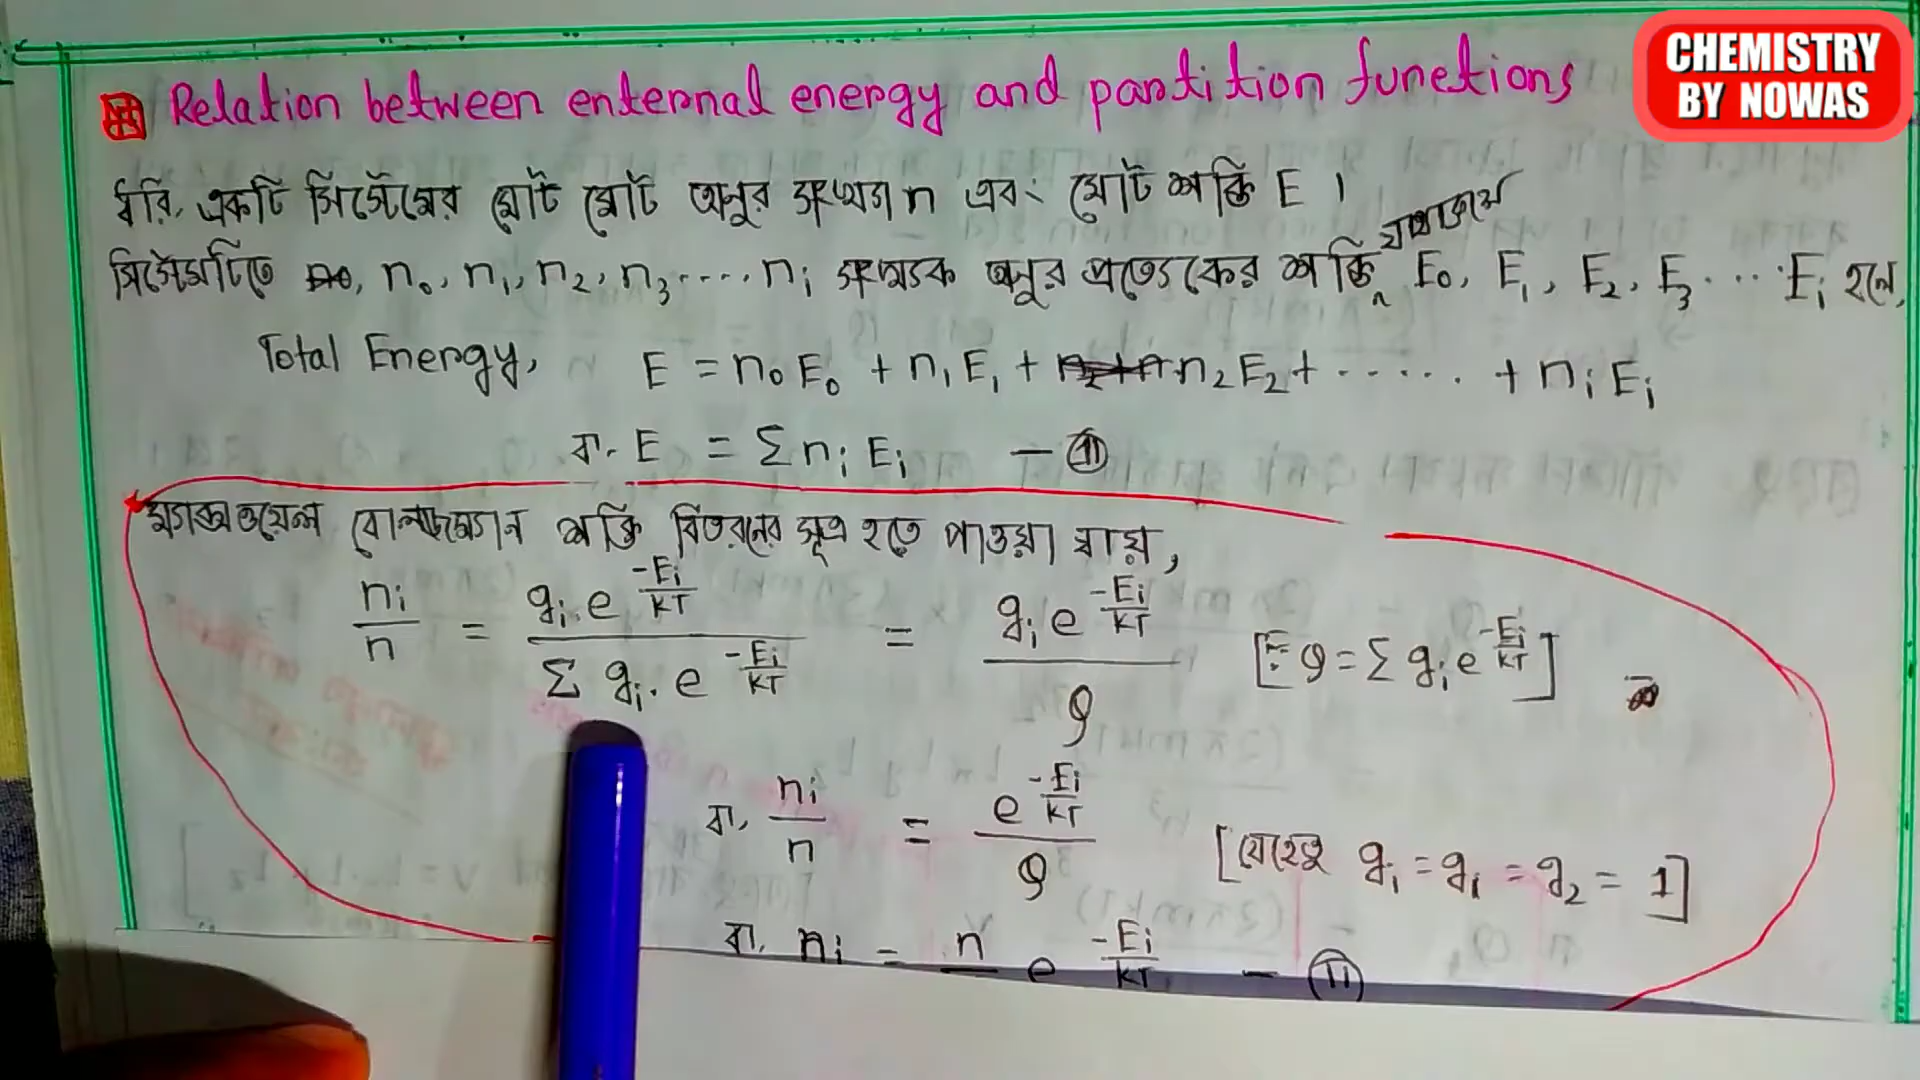 CHEMISTRY
BY NOWAS
Relation between enternal energy and partition functions
ধরি, একটি সিস্টেমের মোট মোট অনুর সংখ্যা n এবং মোট শক্তি E ।
যথাক্রমে
সিস্টেমটিতে n₀, n₁, n₂, n₃ .... nᵢ সংখ্যক অনুর প্রত্যেকের শক্তি E₀, E₁, E₂, E₃ ... Eᵢ হলে,
Total Energy, E = n₀E₀ + n₁E₁ + n₂E₂ + ...... + nᵢEᵢ
বা, E = Σ nᵢ Eᵢ —
ম্যাক্সওয়েল বোলজম্যান শক্তি বিতরনের সূত্র হতে পাওয়া যায়,
nᵢ/n = gᵢ.e^(-Eᵢ/KT) / Σ gᵢ.e^(-Eᵢ/KT) = gᵢe^(-Eᵢ/KT) / Q [∵ Q = Σ gᵢe^(-Eᵢ/KT)]
বা, nᵢ/n = e^(-Eᵢ/KT) / Q [যেহেতু gᵢ = g₁ = g₂ = 1]
বা, nᵢ = n e^(-Eᵢ/KT) — (ii)